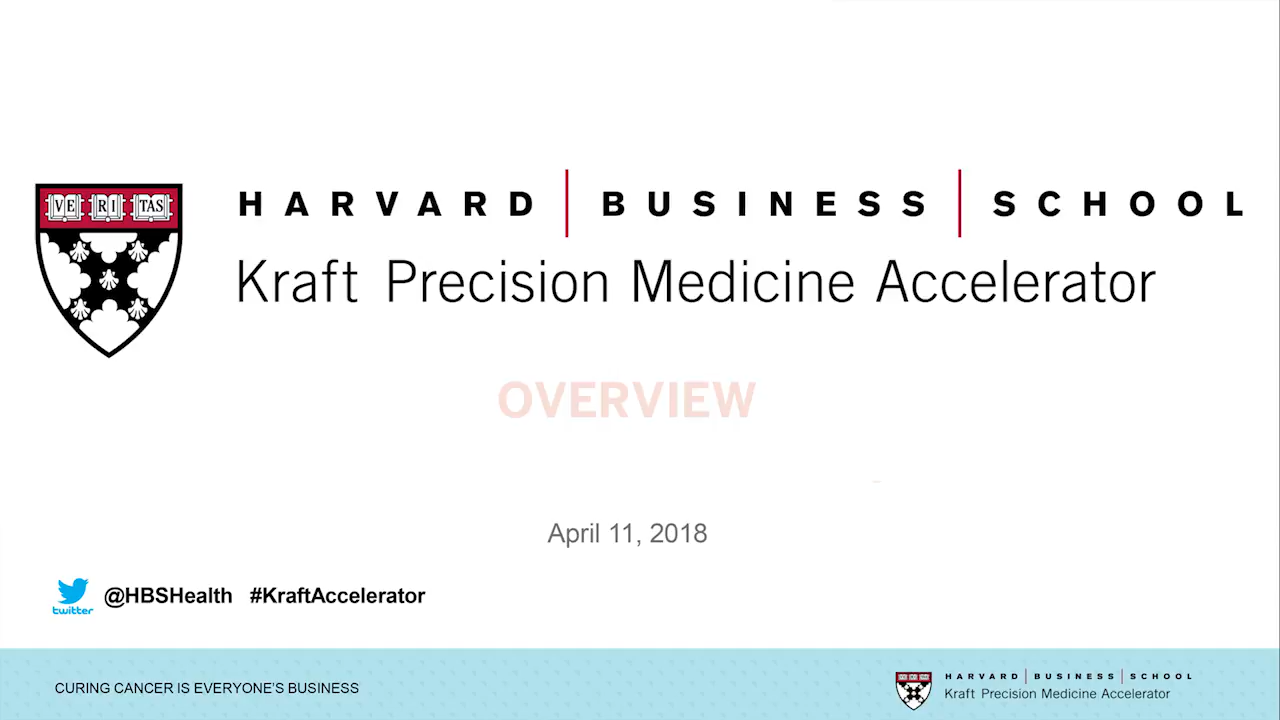 VE RI TAS
HARVARD | BUSINESS | SCHOOL
Kraft Precision Medicine Accelerator
OVERVIEW
April 11, 2018
twitter @HBSHealth #KraftAccelerator
CURING CANCER IS EVERYONE'S BUSINESS
HARVARD | BUSINESS | SCHOOL
Kraft Precision Medicine Accelerator